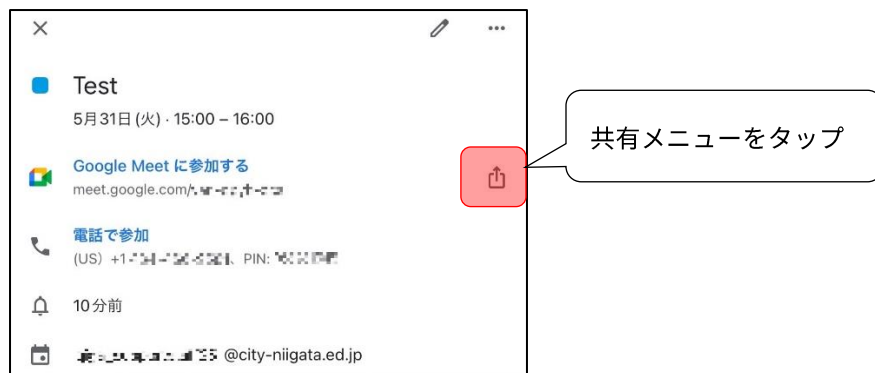 Test
5月31日 (火) · 15:00 – 16:00
Google Meet に参加する
meet.google.com/
共有メニューをタップ
電話で参加
(US) +1- PIN:
10 分前
@city-niigata.ed.jp